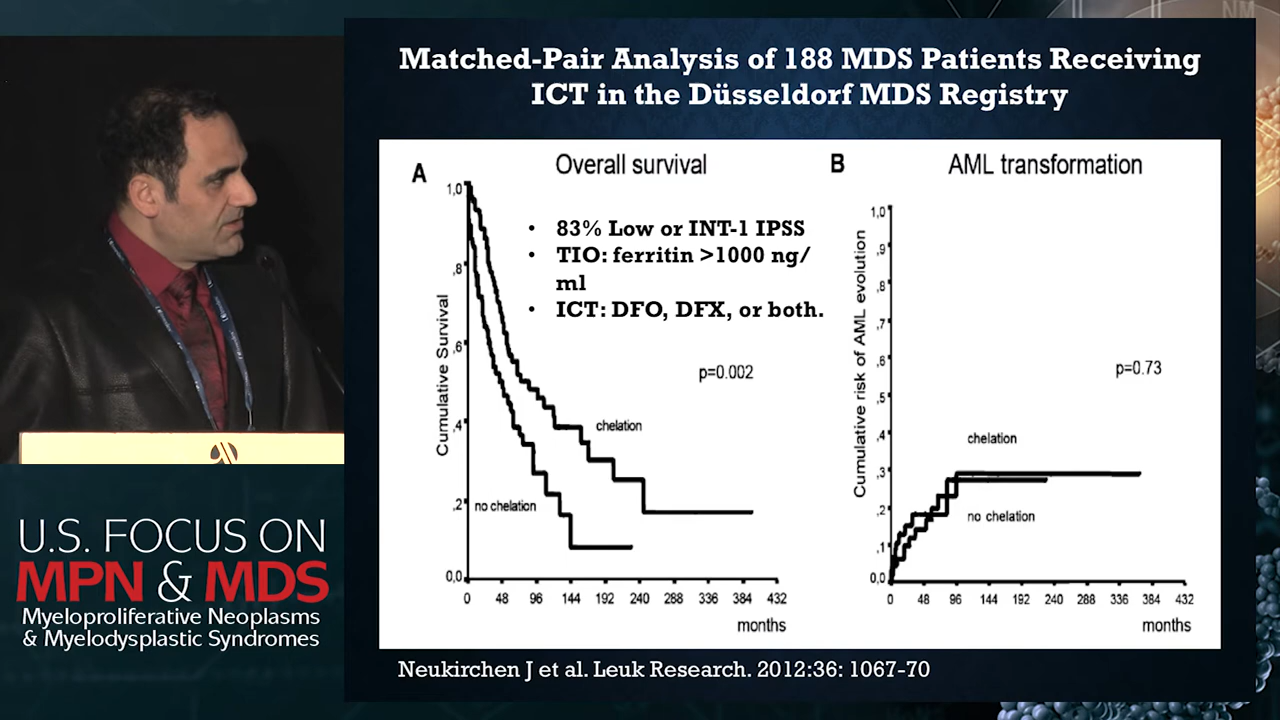 NM
Matched-Pair Analysis of 188 MDS Patients Receiving
ICT in the Düsseldorf MDS Registry
A
Overall survival
B
AML transformation
• 83% Low or INT-1 IPSS
• TIO: ferritin >1000 ng/
ml
• ICT: DFO, DFX, or both.
Cumulative Survival
1,0
,8
,6
,4
,2
0,0
p=0.002
chelation
no chelation
0 48 96 144 192 240 288 336 384 432
months
Cumulative risk of AML evolution
1,0
,9
,8
,7
,6
,5
,4
,3
,2
,1
0,0
p=0.73
chelation
no chelation
0 48 96 144 192 240 288 336 384 432
months
Neukirchen J et al. Leuk Research. 2012:36: 1067-70
U.S. FOCUS ON
MPN & MDS
Myeloproliferative Neoplasms
& Myelodysplastic Syndromes